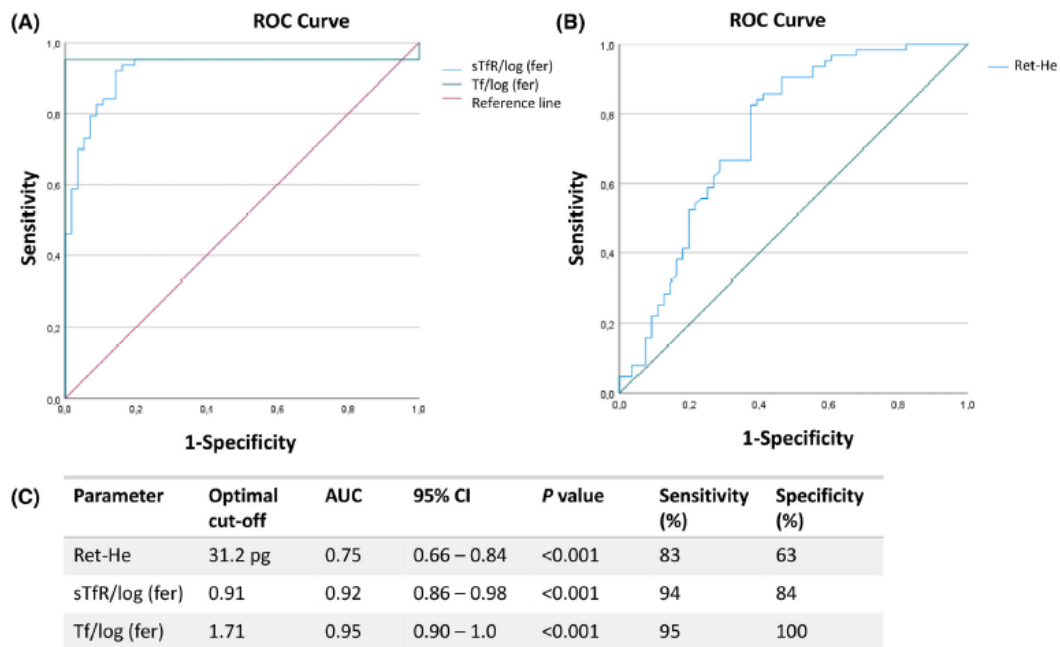 (A)
ROC Curve
1,0
0,8
0,6
0,4
0,2
0,0
0,0 0,2 0,4 0,6 0,8 1,0
Sensitivity
1-Specificity
sTfR/log (fer)
Tf/log (fer)
Reference line
(B)
ROC Curve
1,0
0,8
0,6
0,4
0,2
0,0
0,0 0,2 0,4 0,6 0,8 1,0
Sensitivity
1-Specificity
Ret-He
(C)
Parameter Optimal cut-off AUC 95% CI P value Sensitivity (%) Specificity (%)
Ret-He 31.2 pg 0.75 0.66 – 0.84 <0.001 83 63
sTfR/log (fer) 0.91 0.92 0.86 – 0.98 <0.001 94 84
Tf/log (fer) 1.71 0.95 0.90 – 1.0 <0.001 95 100